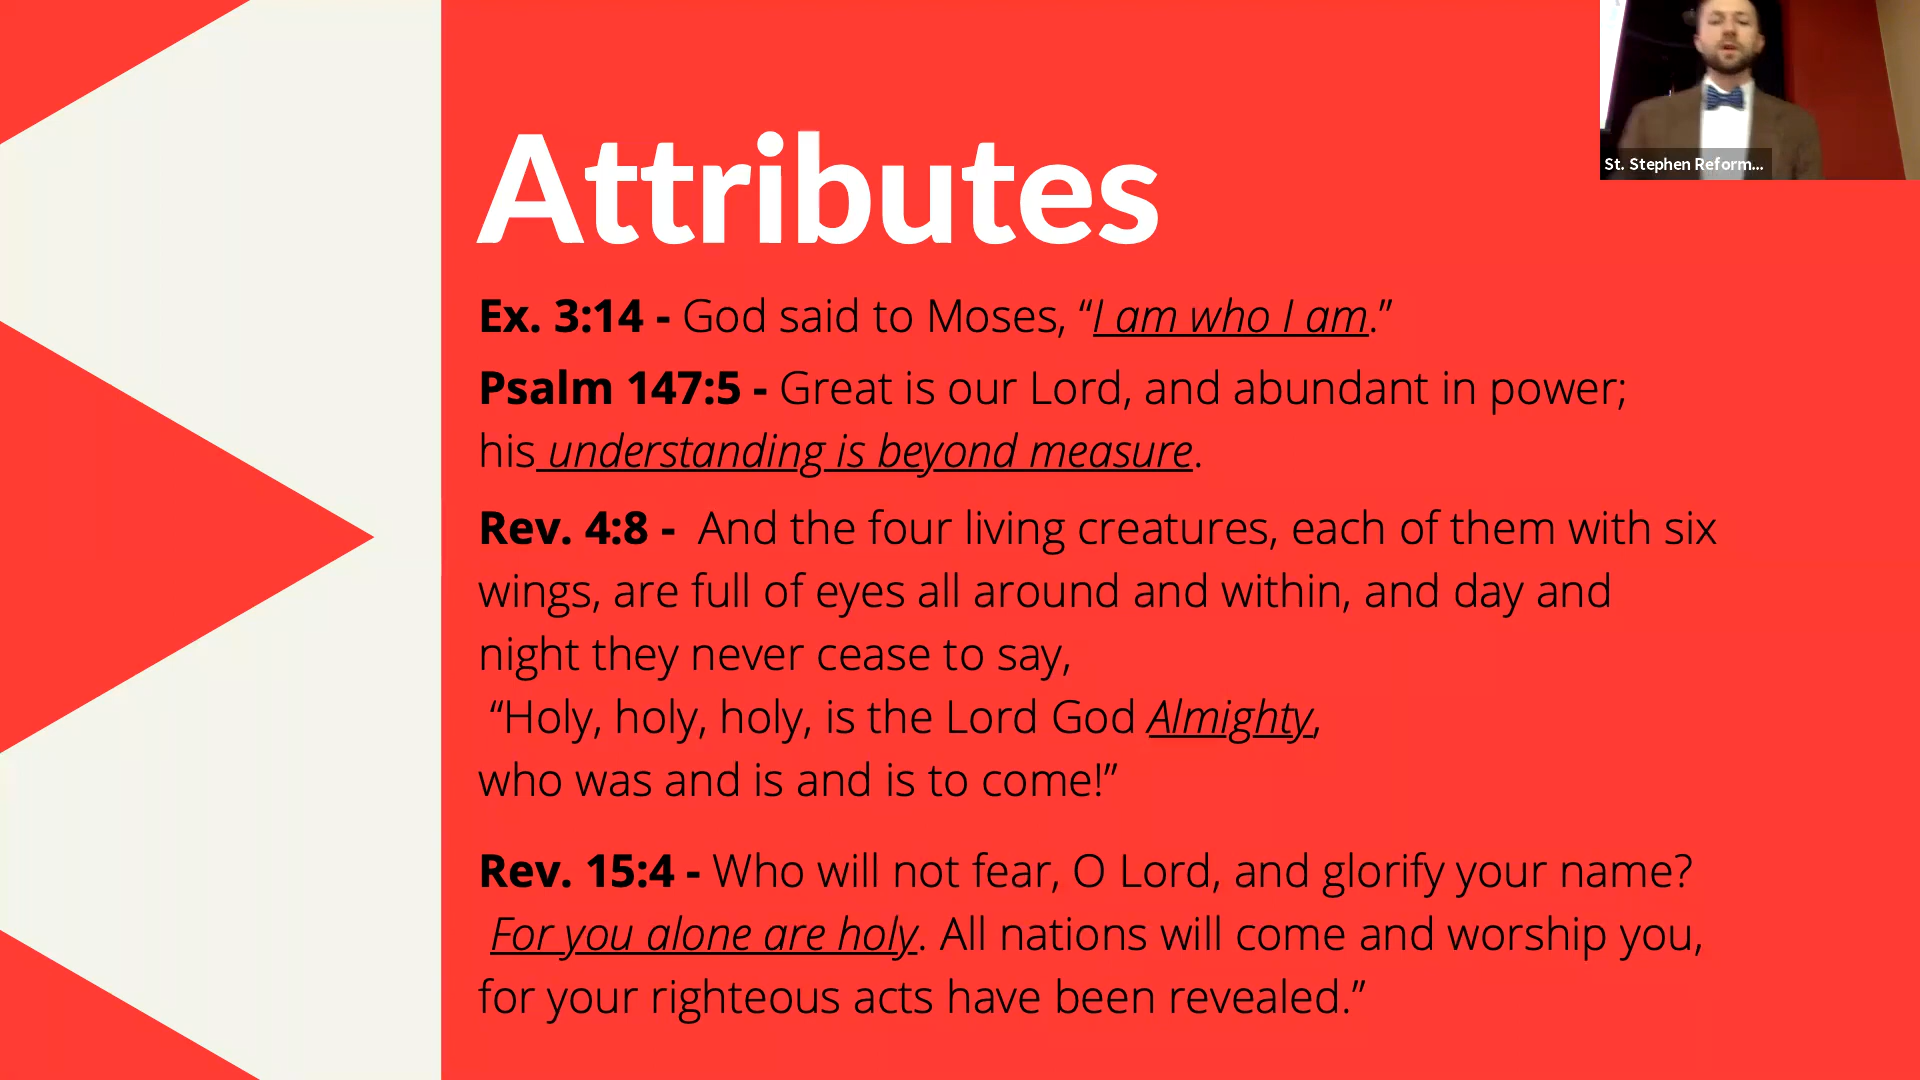 Attributes
St. Stephen Reform...
Ex. 3:14 - God said to Moses, “I am who I am.”
Psalm 147:5 - Great is our Lord, and abundant in power;
his understanding is beyond measure.
Rev. 4:8 - And the four living creatures, each of them with six
wings, are full of eyes all around and within, and day and
night they never cease to say,
“Holy, holy, holy, is the Lord God Almighty,
who was and is and is to come!”
Rev. 15:4 - Who will not fear, O Lord, and glorify your name?
For you alone are holy. All nations will come and worship you,
for your righteous acts have been revealed.”